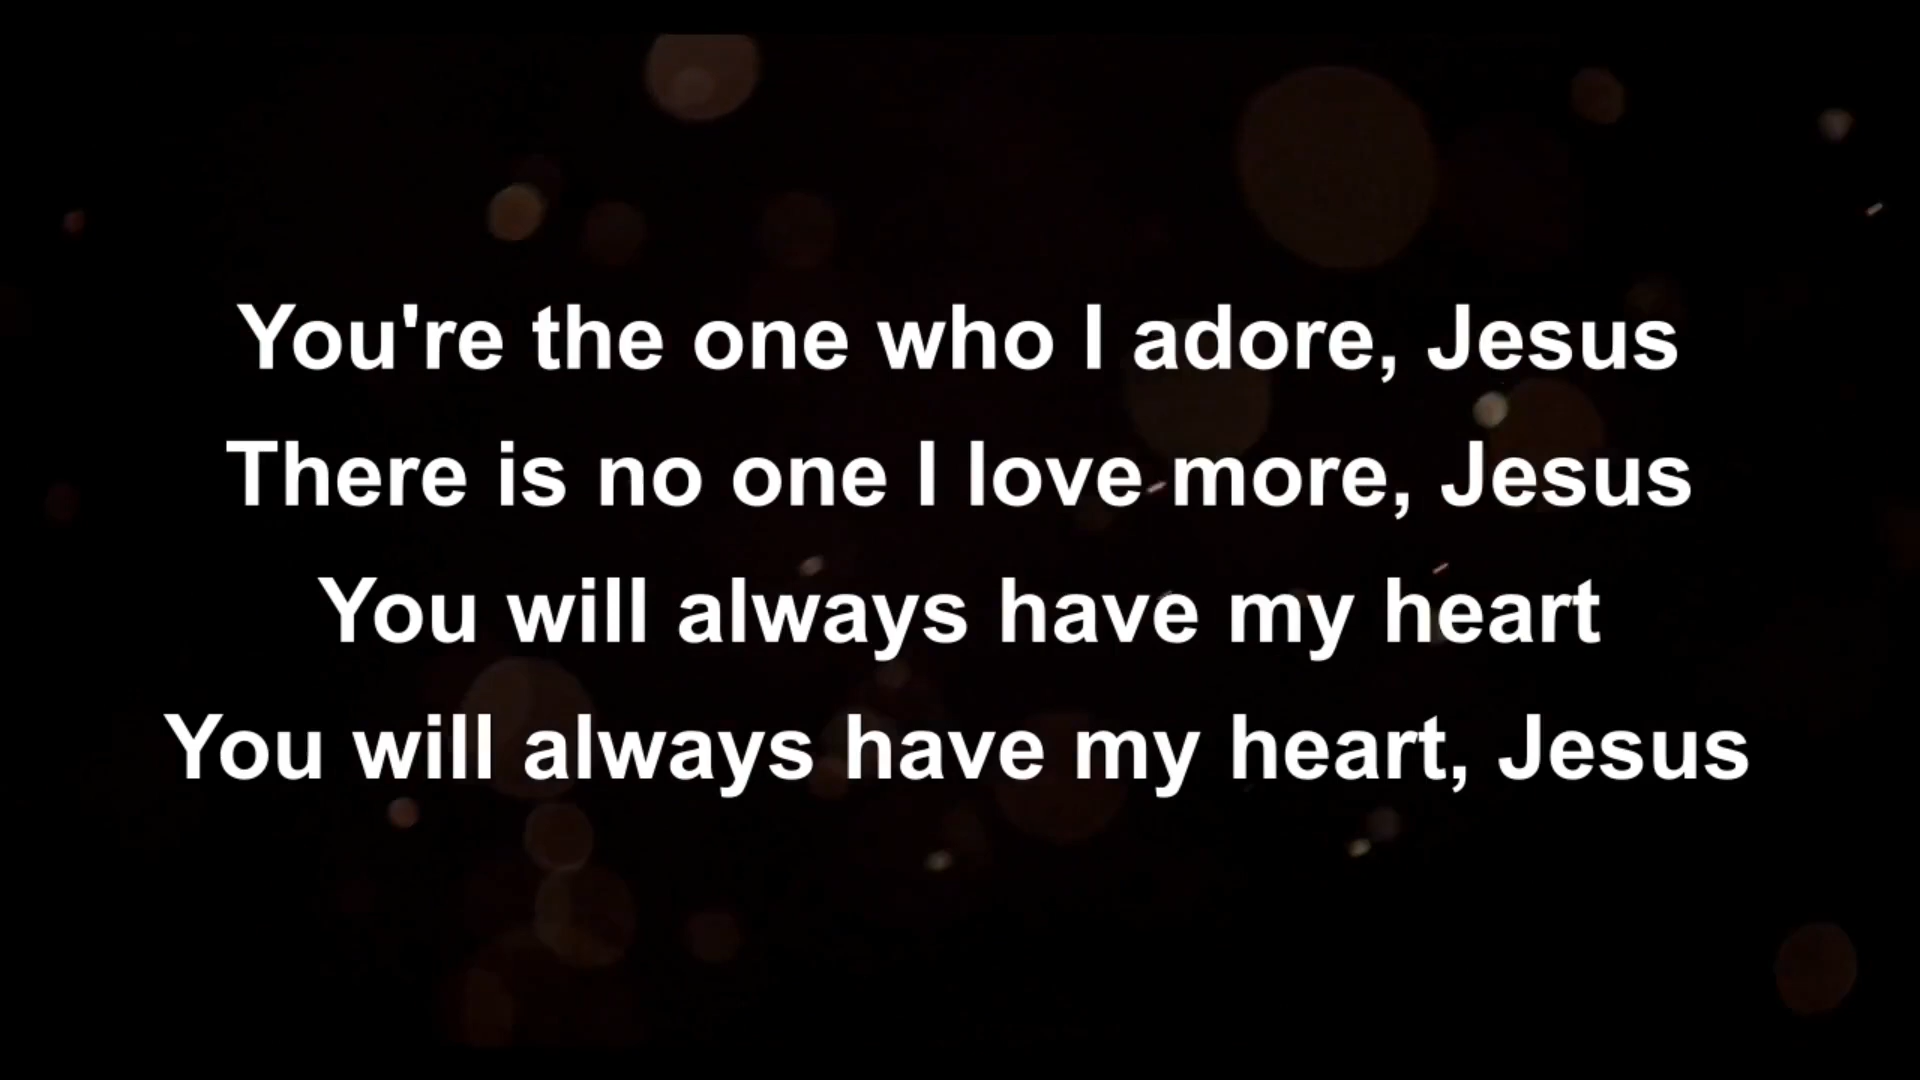 You're the one who I adore, Jesus
There is no one I love more, Jesus
You will always have my heart
You will always have my heart, Jesus